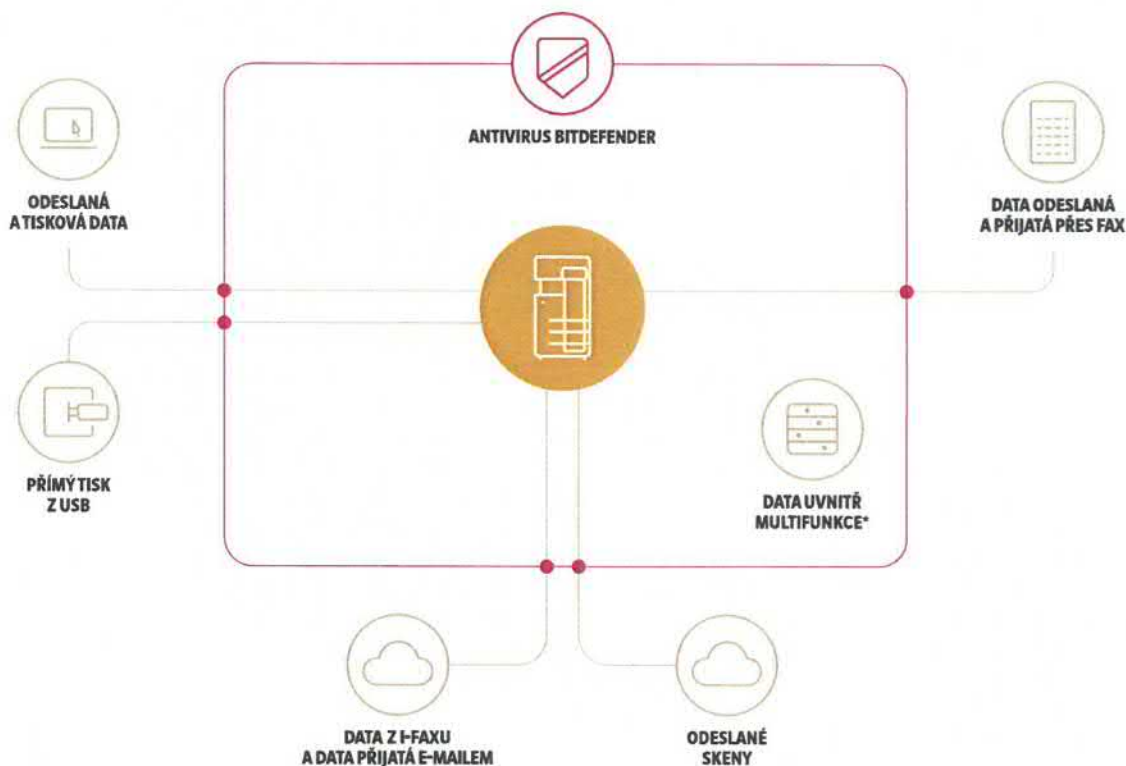 ANTIVIRUS BITDEFENDER
ODESLANÁ
A TISKOVÁ DATA
DATA ODESLANÁ
A PŘIJATÁ PŘES FAX
PŘÍMÝ TISK
Z USB
DATA UVNITŘ
MULTIFUNKCE*
DATA Z I-FAXU
A DATA PŘIJATÁ E-MAILEM
ODESLANÉ
SKENY